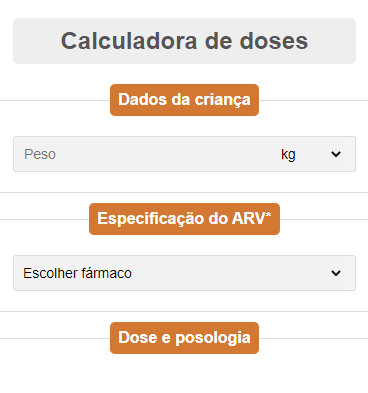 Calculadora de doses
Dados da criança
Peso kg
Especificação do ARV*
Escolher fármaco
Dose e posologia